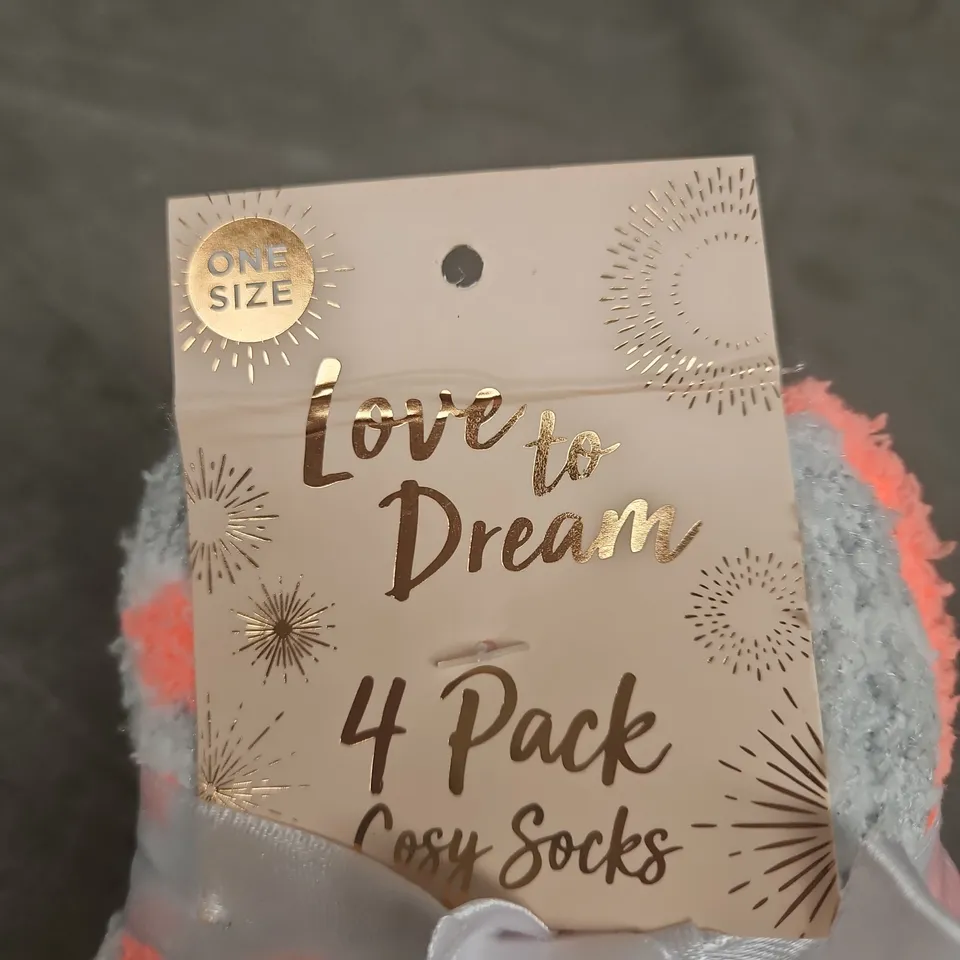 ONE
SIZE
Love to
Dream
4 Pack
Cosy Socks